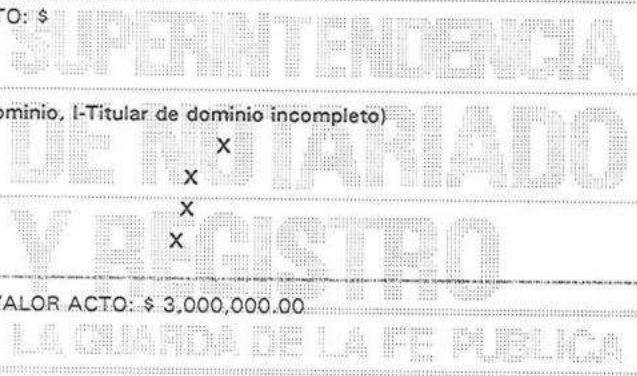 TO: $
SUPERINTENDENCIA
ominio, I-Titular de dominio incompleto)
DE NOTARIADO
X
X
X
Y REGISTRO
X
VALOR ACTO: $ 3,000,000.00
LA GUARDA DE LA FE PUBLICA